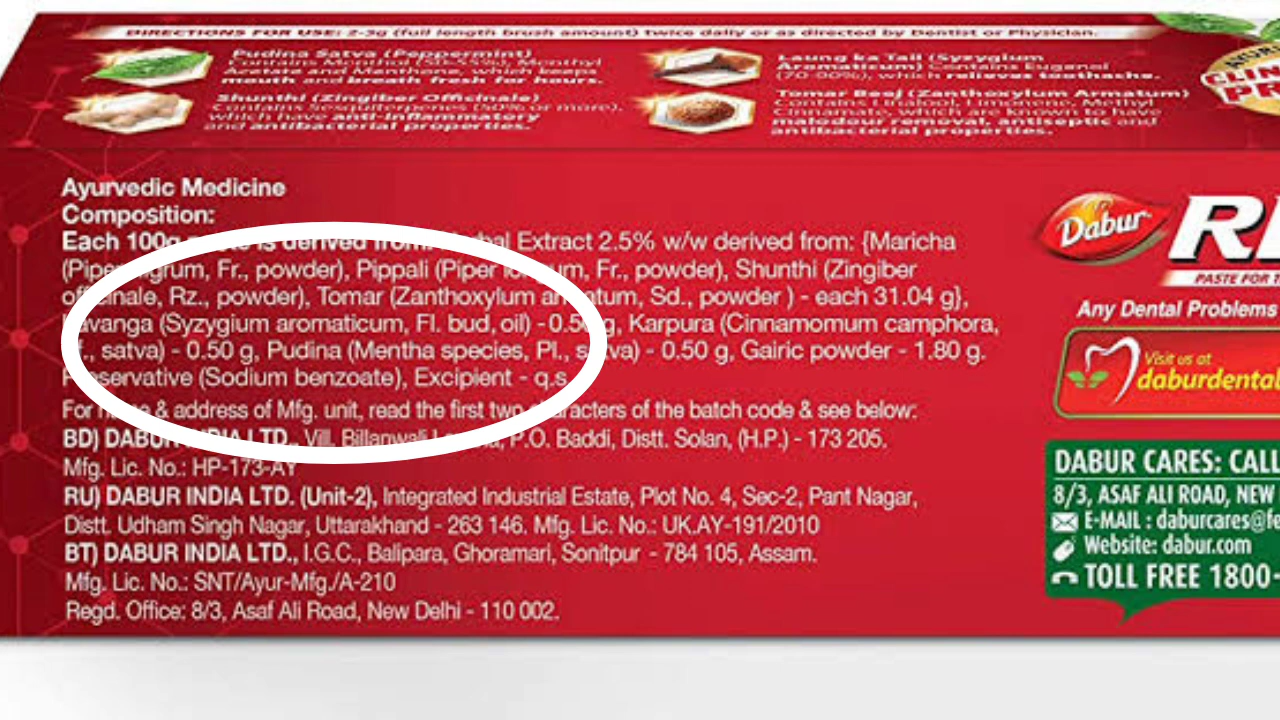 DIRECTIONS FOR USE: 2-3g (full length brush amount) twice daily or as directed by Dentist or Physician.
Pudina Satva (Peppermint)
Contains Menthol Menthyl
Acetate and Menthone, which keeps
mouth and breath fresh for hours.
Shunthi (Zingiber Officinale)
Contains Sesquiterpenes (50% or more),
which have anti-inflammatory
and antibacterial properties.
Laung ka Tail (Syzygium
Aromaticum) Contains Eugenol
(70-90%), which relieves toothache.
Tomar Beej (Zanthoxylum Armatum)
Contains Linalool, Limonene, Methyl
Cinnamate, which are known to have
malodour removal, antiseptic and
antibacterial properties.
Ayurvedic Medicine
Composition:
Each 100g is derived from: Extract 2.5% w/w derived from: {Maricha
Fr., powder), Pippali (Piper Fr., powder), Shunthi (Zingiber
Rz., powder), Tomar (Zanthoxylum Sd., powder ) - each 31.04 g},
(Syzygium aromaticum, Fl. bud, oil) - g, Karpura (Cinnamomum camphora,
satva) - 0.50 g, Pudina (Mentha species, Pl., - 0.50 g, Gairic powder - 1.80 g.
(Sodium benzoate), Excipient - q.s
For & address of Mfg. unit, read the first two characters of the batch code & see below:
BD) DABUR INDIA LTD., Vill. Billanwali P.O. Baddi, Distt. Solan, (H.P.) - 173 205.
Mfg. Lic. No.: HP-173-AY
RU) DABUR INDIA LTD. (Unit-2), Integrated Industrial Estate, Plot No. 4, Sec-2, Pant Nagar,
Distt. Udham Singh Nagar, Uttarakhand - 263 146. Mfg. Lic. No.: UK.AY-191/2010
BT) DABUR INDIA LTD., I.G.C., Balipara, Ghoramari, Sonitpur - 784 105, Assam.
Mfg. Lic. No.: SNT/Ayur-Mfg./A-210
Regd. Office: 8/3, Asaf Ali Road, New Delhi - 110 002.
Dabur
PASTE FOR
Any Dental Problems
Visit us at
daburdental
DABUR CARES: CALL
8/3, ASAF ALI ROAD, NEW
E-MAIL : daburcares@fe
Website: dabur.com
TOLL FREE 1800-